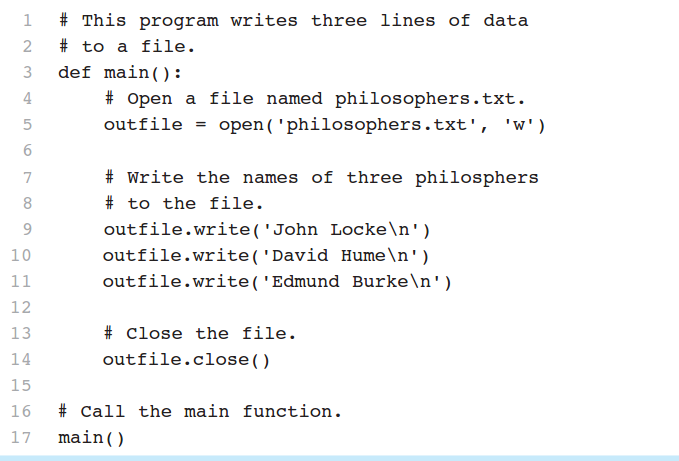 1 # This program writes three lines of data
2 # to a file.
3 def main():
4     # Open a file named philosophers.txt.
5     outfile = open('philosophers.txt', 'w')
6
7     # Write the names of three philosphers
8     # to the file.
9     outfile.write('John Locke\n')
10     outfile.write('David Hume\n')
11     outfile.write('Edmund Burke\n')
12
13     # Close the file.
14     outfile.close()
15
16 # Call the main function.
17 main()